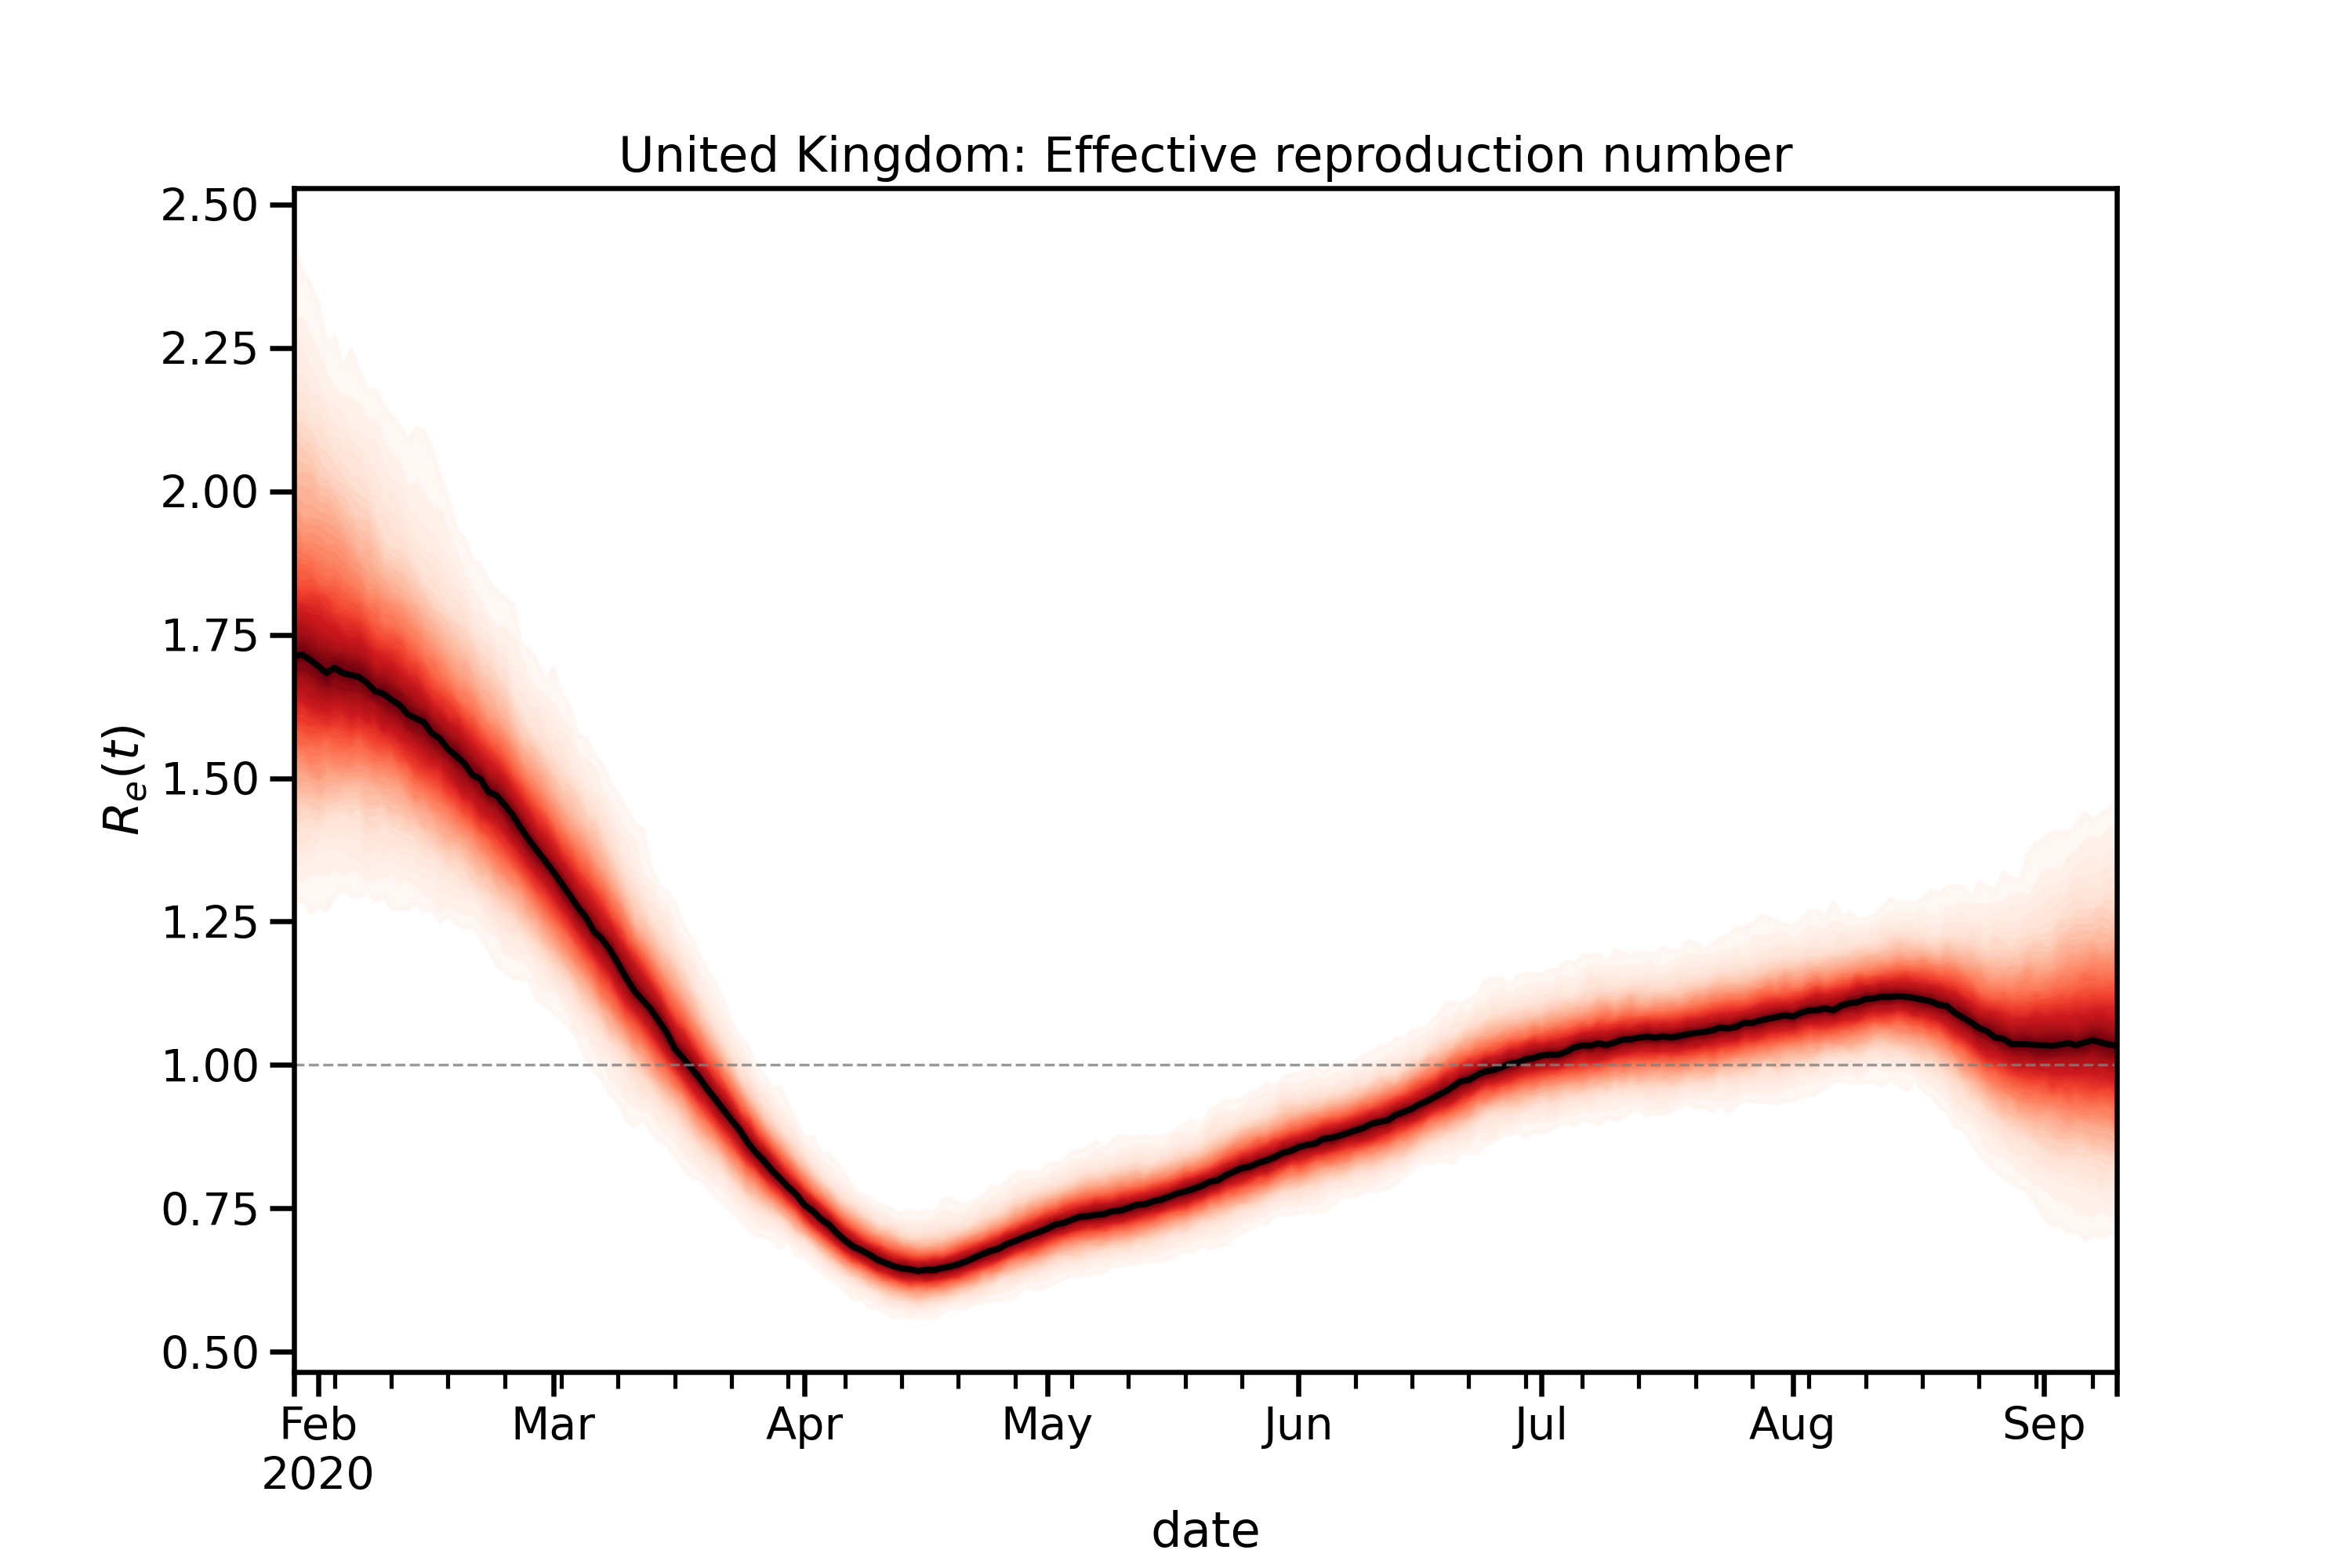 United Kingdom: Effective reproduction number
2.50
2.25
2.00
1.75
1.50
1.25
1.00
0.75
0.50
Re(t)
Feb Mar Apr May Jun Jul Aug Sep
2020
date